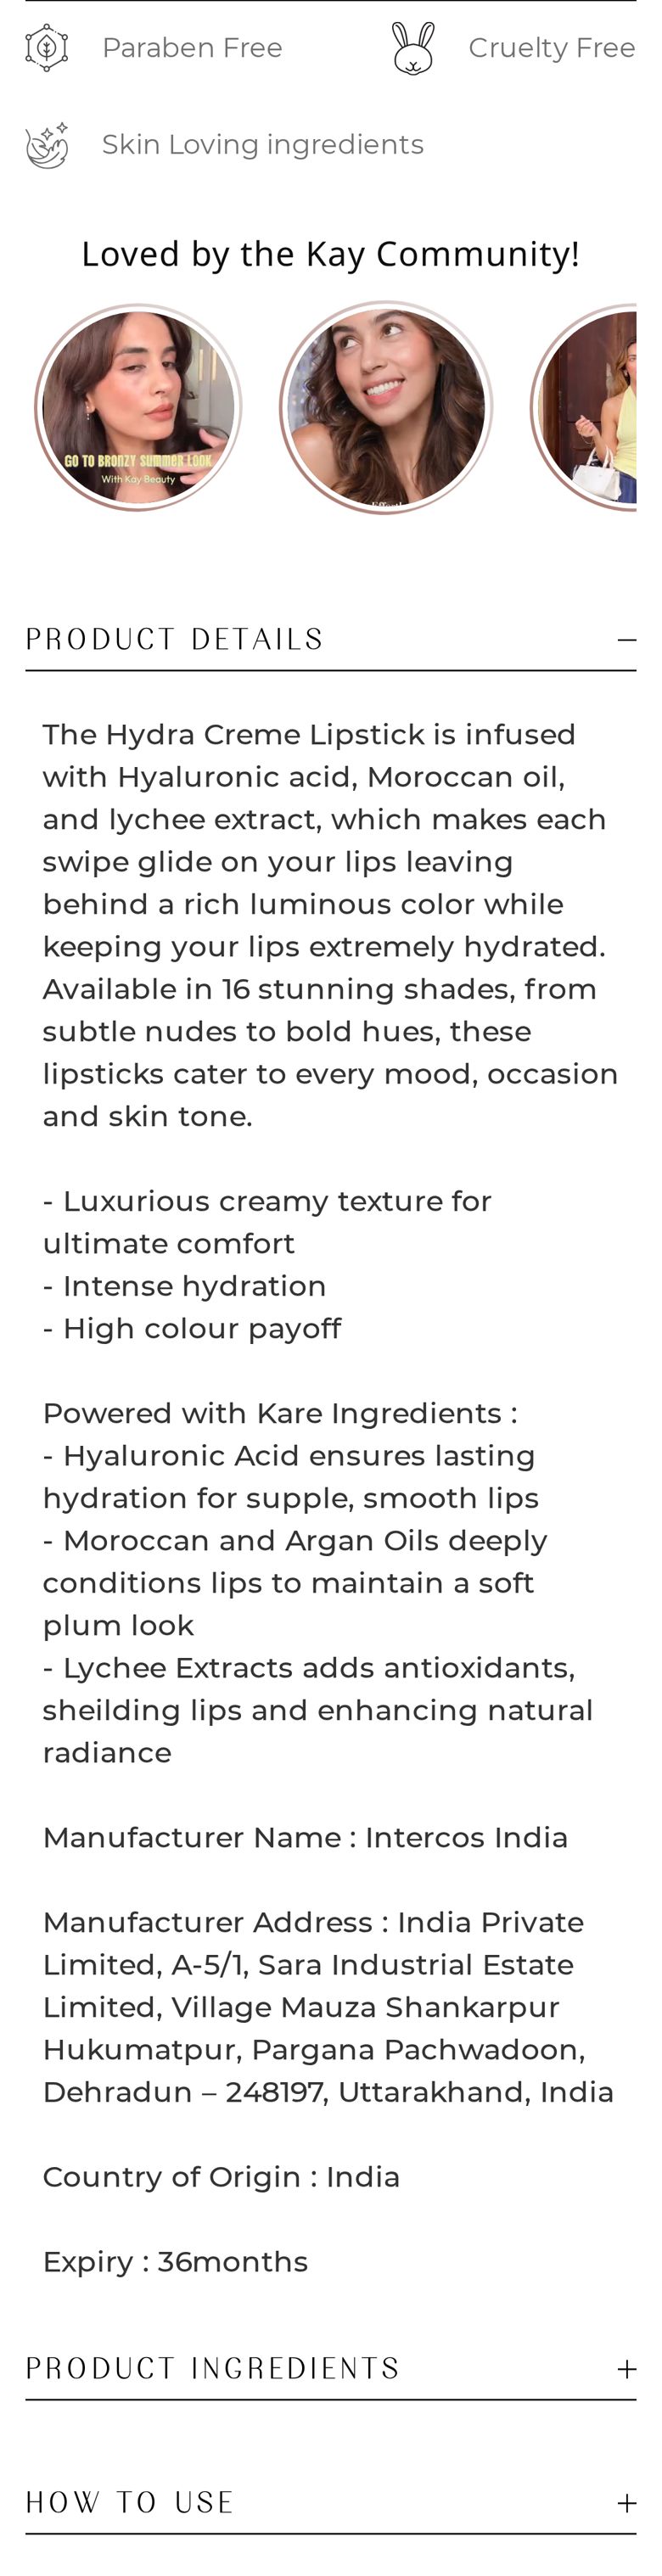 Paraben Free
Cruelty Free
Skin Loving ingredients
Loved by the Kay Community!
GO TO BRONZY SUMMER LOOK
With Kay Beauty
PRODUCT DETAILS
The Hydra Creme Lipstick is infused
with Hyaluronic acid, Moroccan oil,
and lychee extract, which makes each
swipe glide on your lips leaving
behind a rich luminous color while
keeping your lips extremely hydrated.
Available in 16 stunning shades, from
subtle nudes to bold hues, these
lipsticks cater to every mood, occasion
and skin tone.
- Luxurious creamy texture for
ultimate comfort
- Intense hydration
- High colour payoff
Powered with Kare Ingredients :
- Hyaluronic Acid ensures lasting
hydration for supple, smooth lips
- Moroccan and Argan Oils deeply
conditions lips to maintain a soft
plum look
- Lychee Extracts adds antioxidants,
sheilding lips and enhancing natural
radiance
Manufacturer Name : Intercos India
Manufacturer Address : India Private
Limited, A-5/1, Sara Industrial Estate
Limited, Village Mauza Shankarpur
Hukumatpur, Pargana Pachwadoon,
Dehradun – 248197, Uttarakhand, India
Country of Origin : India
Expiry : 36months
PRODUCT INGREDIENTS
HOW TO USE